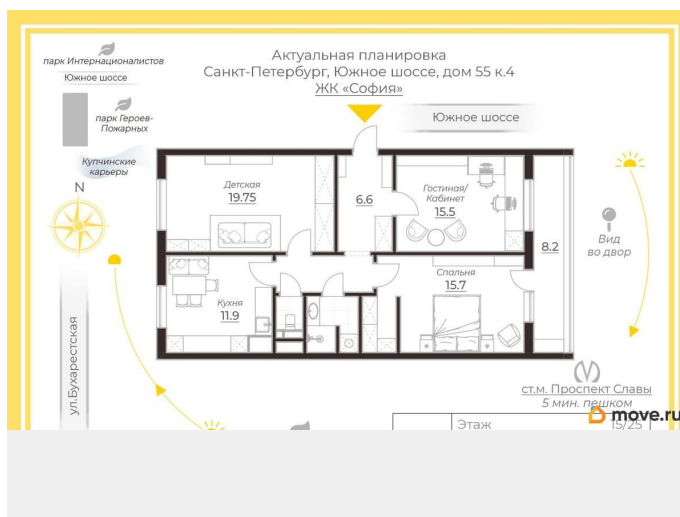 Актуальная планировка
Санкт-Петербург, Южное шоссе, дом 55 к.4
ЖК «София»
парк Интернационалистов
Южное шоссе
парк Героев-
Пожарных
Купчинские
карьеры
Южное шоссе
N
Детская
19.75
6.6
Гостиная/
Кабинет
15.5
8.2
Вид
во двор
Кухня
11.9
Спальня
15.7
ул.Бухарестская
ст.м. Проспект Славы
5 мин. пешком
move.ru
Этаж
15/25